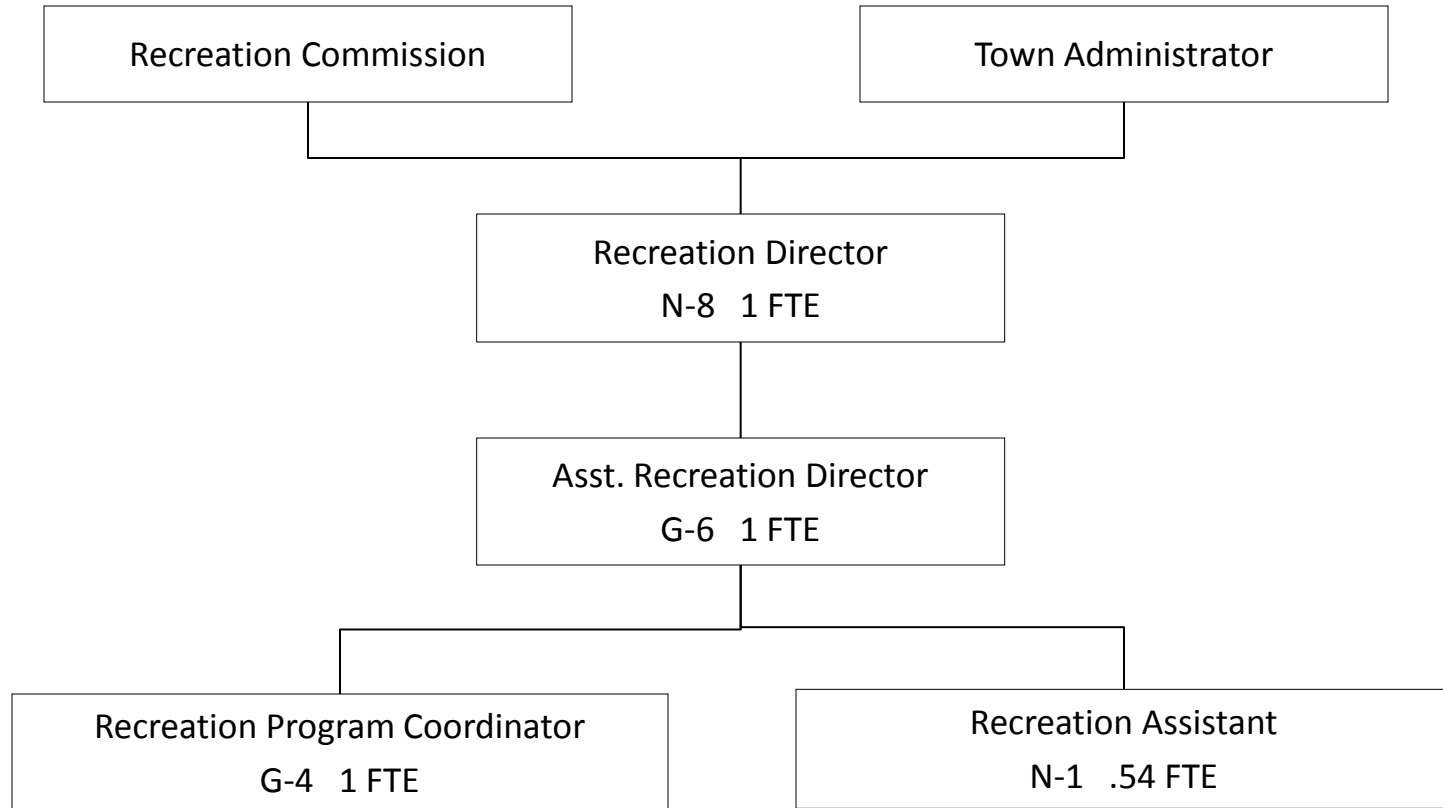 Recreation Commission
Town Administrator
Recreation Director
N-8 1 FTE
Asst. Recreation Director
G-6 1 FTE
Recreation Program Coordinator
G-4 1 FTE
Recreation Assistant
N-1 .54 FTE